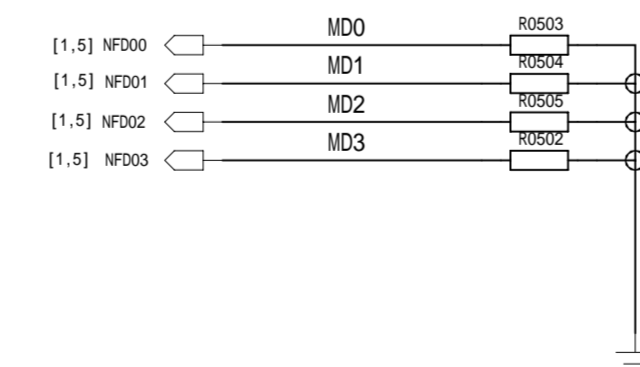 [1,5] NFD00 MD0 R0503
[1,5] NFD01 MD1 R0504
[1,5] NFD02 MD2 R0505
[1,5] NFD03 MD3 R0502